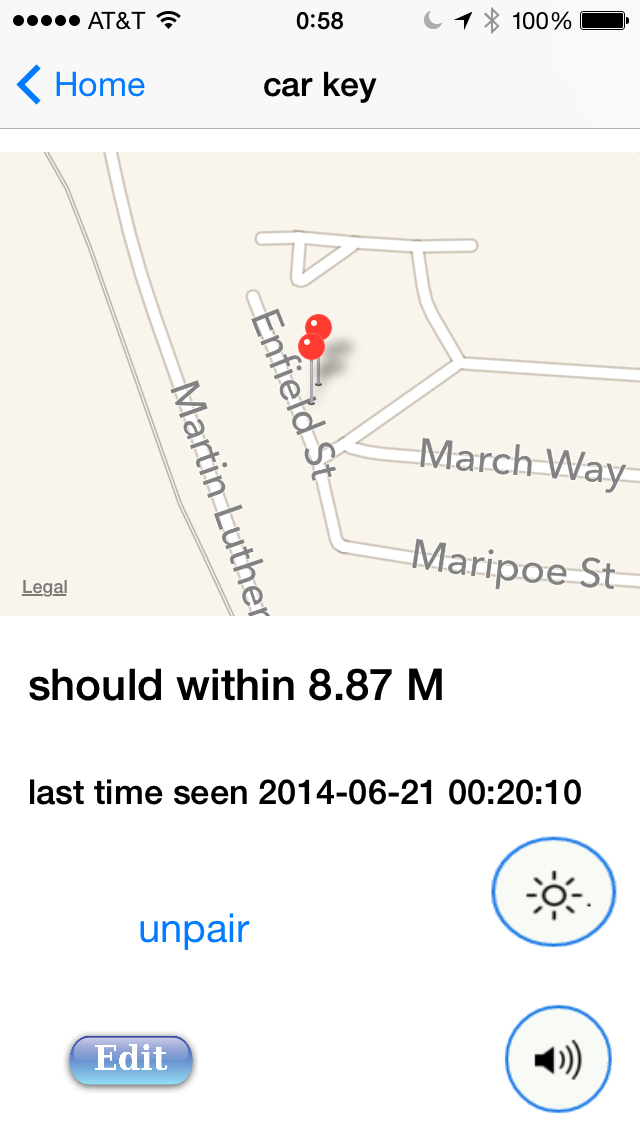 AT&T 0:58 100%
Home car key
Enfield St
Martin Luther
March Way
Maripoe St
Legal
should within 8.87 M
last time seen 2014-06-21 00:20:10
unpair
Edit